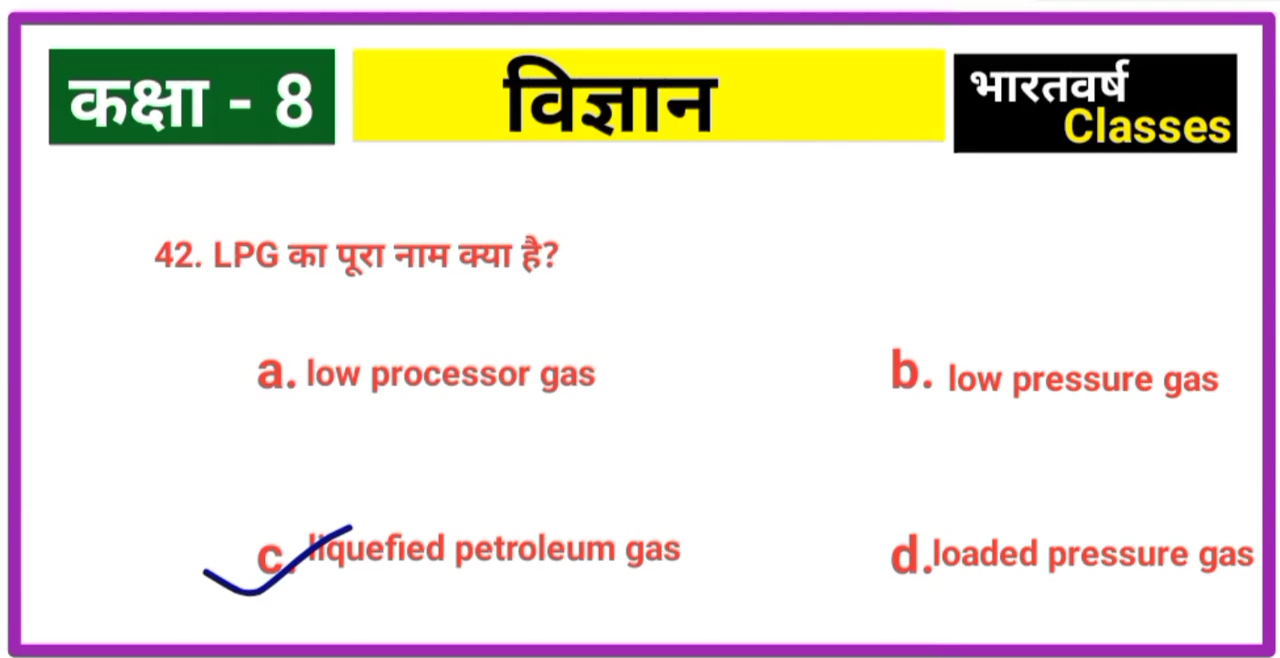 कक्षा - 8
विज्ञान
भारतवर्ष
Classes
42. LPG का पूरा नाम क्या है?
a. low processor gas
b. low pressure gas
c. liquefied petroleum gas
d. loaded pressure gas